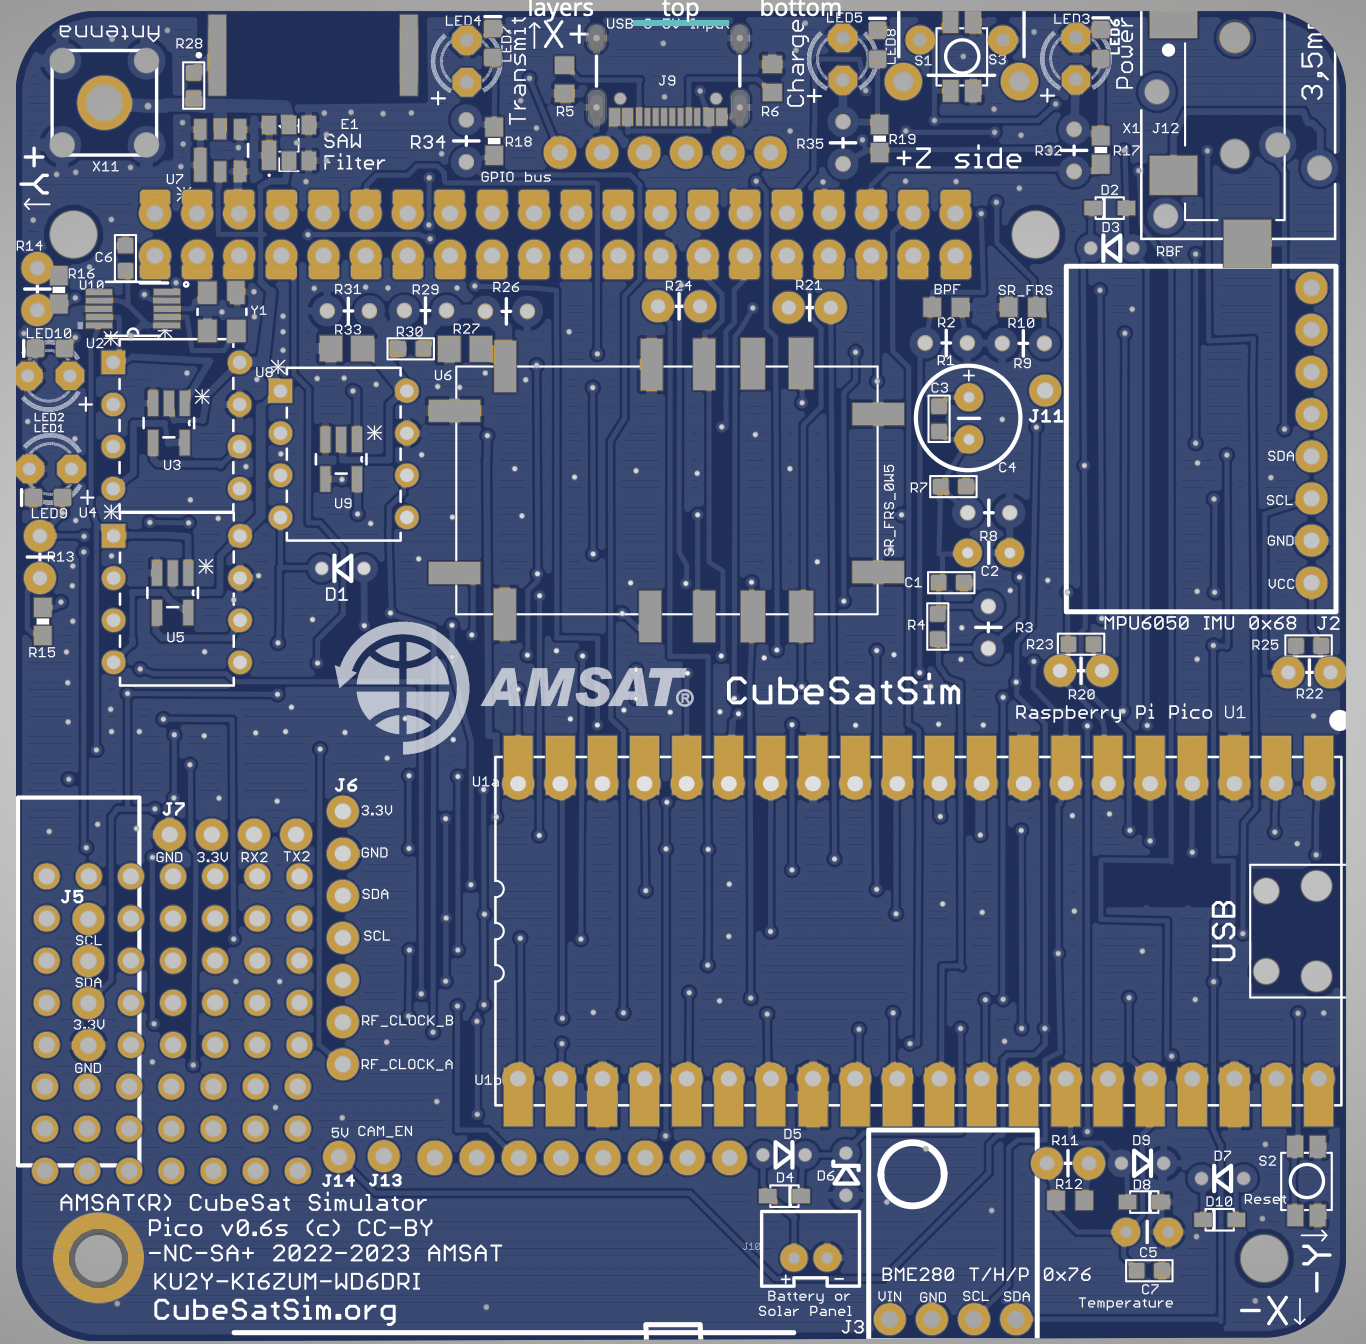 layers top bottom
Antenna
R28
LED4
LED7
Transmit
X+
USB
J9
R5
R6
Charge
LED5
LED8
S1
S3
LED3
LED6
Power
3,5m
X11
E1
SAW
Filter
R34
R18
GPIO bus
R35
R19
+Z side
R32
R17
X1
J12
+Y
U7
D2
D3
RBF
R14
R16
C6
U10
Y1
LED10
U2
R31
R29
R26
R33
R30
R27
R24
R21
BPF
SR_FRS
R2
R10
R1
R9
U8
U6
C3
J11
C4
LED2
LED1
U3
U9
LED9
U4
R7
SR_FRS_0W5
SDA
SCL
GND
VCC
R13
R8
C2
C1
D1
R15
U5
R4
R3
MPU6050 IMU 0x68 J2
R23
R25
R20
R22
AMSAT®
CubeSatSim
Raspberry Pi Pico U1
U1a
J7
J6
3.3V
GND 3.3V RX2 TX2
GND
J5
SDA
SCL
SCL
SDA
3.3V
GND
RF_CLOCK_B
RF_CLOCK_A
USB
U1b
5V CAM_EN
J14 J13
D5
D4
D6
R11
R12
D9
D8
D7
D10
S2
Reset
AMSAT(R) CubeSat Simulator
Pico v0.6s (c) CC-BY
-NC-SA+ 2022-2023 AMSAT
KU2Y-KI6ZUM-WD6DRI
CubeSatSim.org
J10
+ -
Battery or
Solar Panel
J3
BME280 T/H/P 0x76
VIN GND SCL SDA
C5
C7
Temperature
-Y
-X